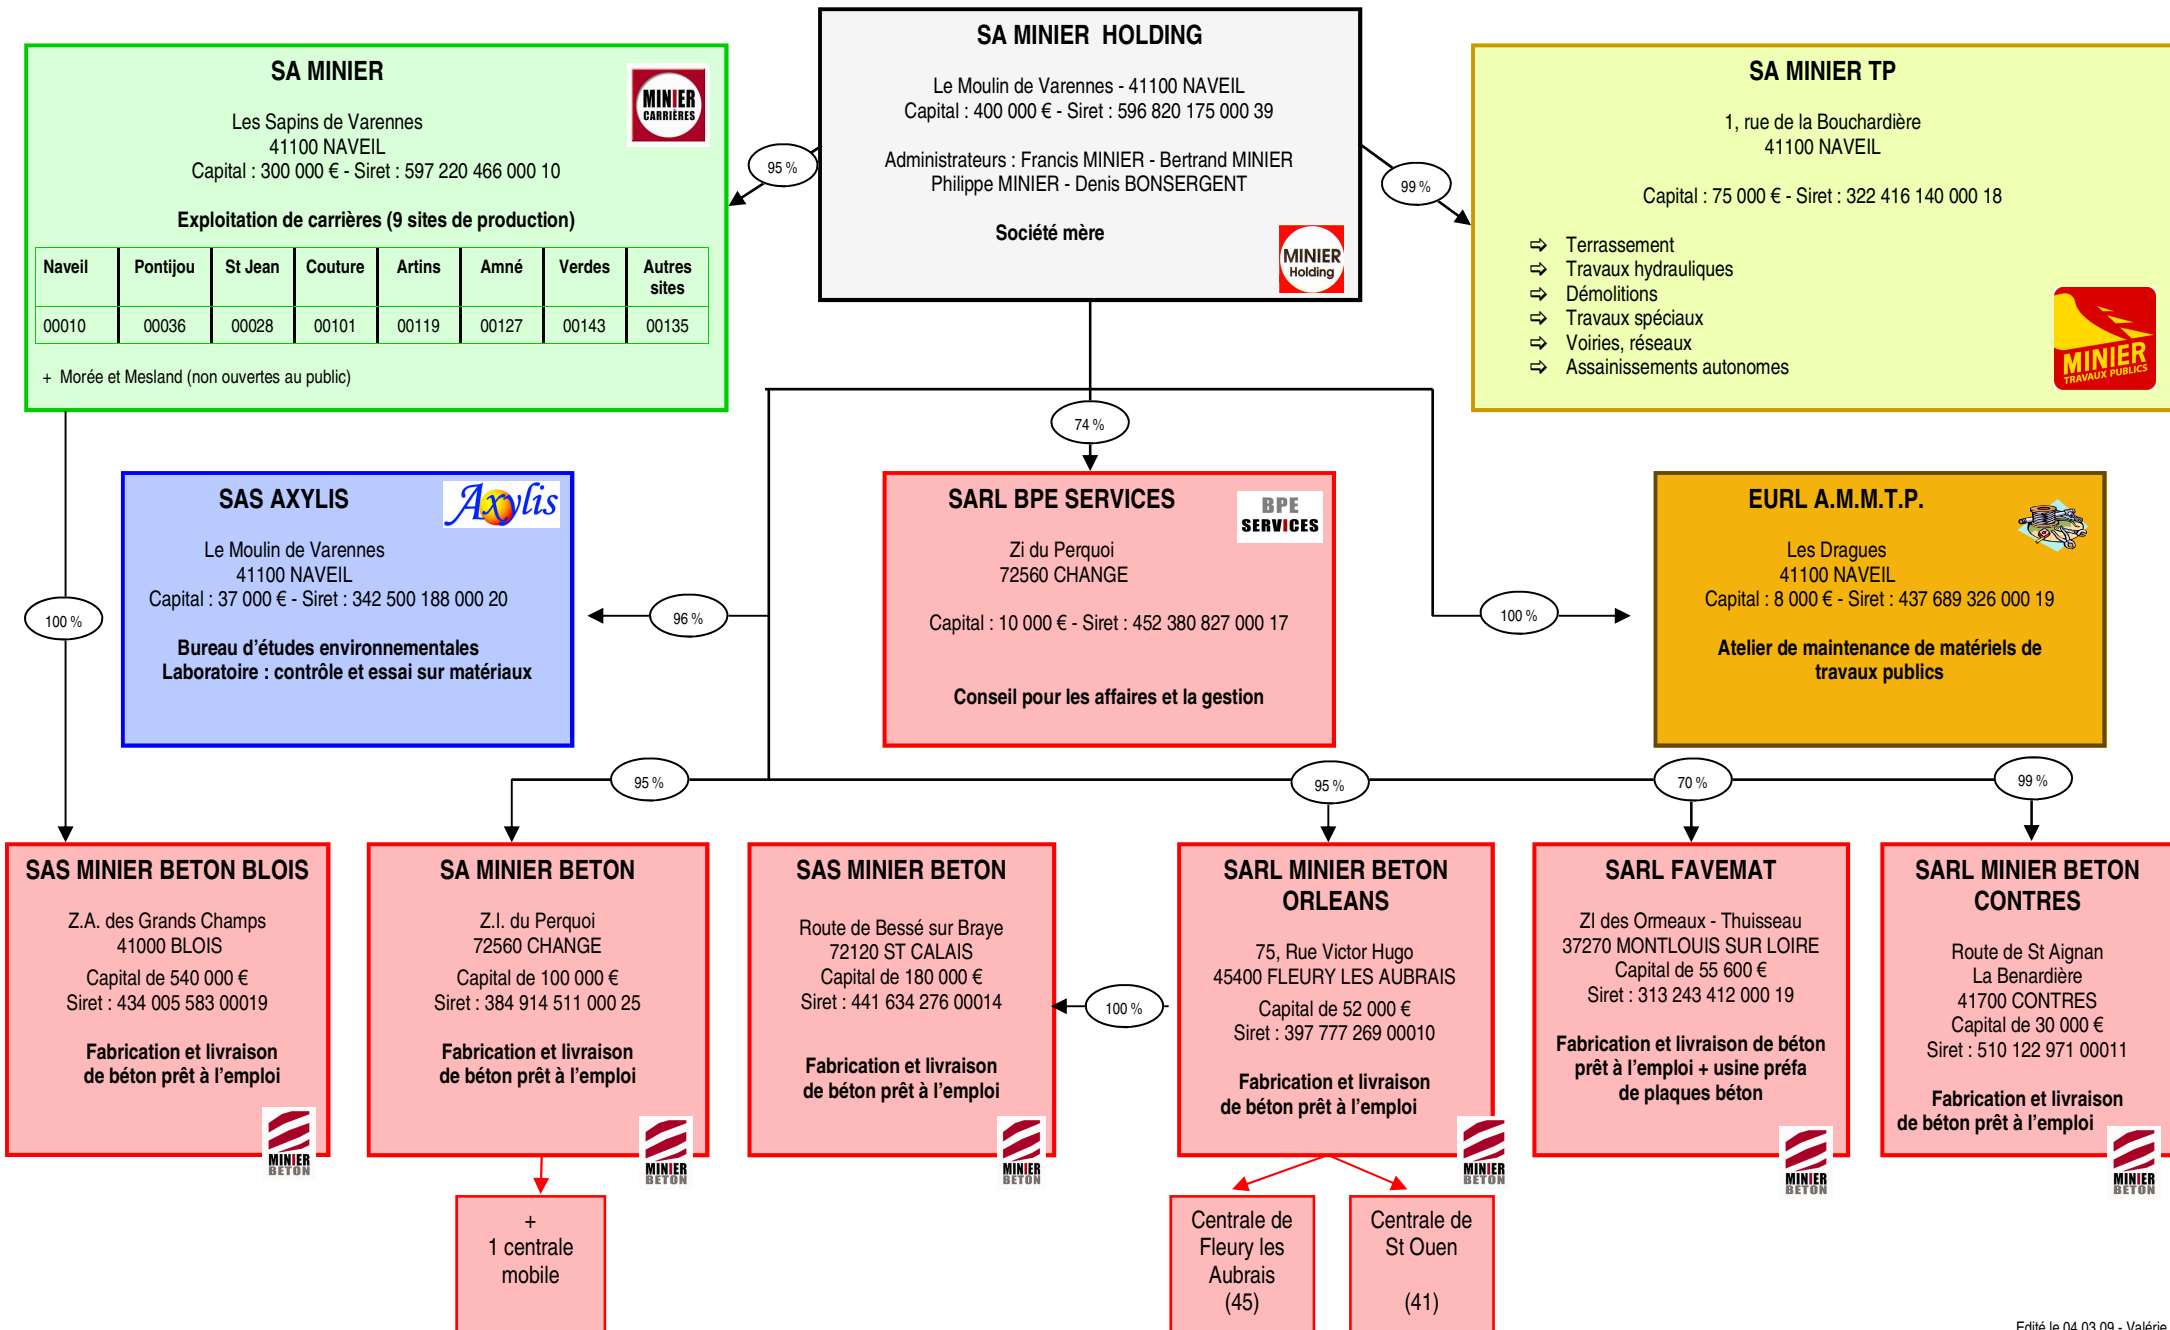 SA MINIER HOLDING
Le Moulin de Varennes - 41100 NAVEIL
Capital : 400 000 € - Siret : 596 820 175 000 39
Administrateurs : Francis MINIER - Bertrand MINIER
Philippe MINIER - Denis BONSERGENT
Société mère
MINIER
Holding
SA MINIER
MINIER
CARRIÈRES
Les Sapins de Varennes
41100 NAVEIL
Capital : 300 000 € - Siret : 597 220 466 000 10
Exploitation de carrières (9 sites de production)
Naveil Pontijou St Jean Couture Artins Amné Verdes Autres
sites
00010 00036 00028 00101 00119 00127 00143 00135
+ Morée et Mesland (non ouvertes au public)
95 %
99 %
SA MINIER TP
1, rue de la Bouchardière
41100 NAVEIL
Capital : 75 000 € - Siret : 322 416 140 000 18
⇨ Terrassement
⇨ Travaux hydrauliques
⇨ Démolitions
⇨ Travaux spéciaux
⇨ Voiries, réseaux
⇨ Assainissements autonomes
MINIER
TRAVAUX PUBLICS
74 %
100 %
SAS AXYLIS
Axylis
Le Moulin de Varennes
41100 NAVEIL
Capital : 37 000 € - Siret : 342 500 188 000 20
Bureau d'études environnementales
Laboratoire : contrôle et essai sur matériaux
96 %
SARL BPE SERVICES
BPE
SERVICES
Zi du Perquoi
72560 CHANGE
Capital : 10 000 € - Siret : 452 380 827 000 17
Conseil pour les affaires et la gestion
100 %
EURL A.M.M.T.P.
Les Dragues
41100 NAVEIL
Capital : 8 000 € - Siret : 437 689 326 000 19
Atelier de maintenance de matériels de
travaux publics
95 %
95 %
70 %
99 %
SAS MINIER BETON BLOIS
Z.A. des Grands Champs
41000 BLOIS
Capital de 540 000 €
Siret : 434 005 583 00019
Fabrication et livraison
de béton prêt à l'emploi
MINIER
BETON
SA MINIER BETON
Z.I. du Perquoi
72560 CHANGE
Capital de 100 000 €
Siret : 384 914 511 000 25
Fabrication et livraison
de béton prêt à l'emploi
MINIER
BETON
+
1 centrale
mobile
SAS MINIER BETON
Route de Bessé sur Braye
72120 ST CALAIS
Capital de 180 000 €
Siret : 441 634 276 00014
Fabrication et livraison
de béton prêt à l'emploi
MINIER
BETON
100 %
SARL MINIER BETON
ORLEANS
75, Rue Victor Hugo
45400 FLEURY LES AUBRAIS
Capital de 52 000 €
Siret : 397 777 269 00010
Fabrication et livraison
de béton prêt à l'emploi
MINIER
BETON
Centrale de
Fleury les
Aubrais
(45)
Centrale de
St Ouen
(41)
SARL FAVEMAT
ZI des Ormeaux - Thuisseau
37270 MONTLOUIS SUR LOIRE
Capital de 55 600 €
Siret : 313 243 412 000 19
Fabrication et livraison de béton
prêt à l'emploi + usine préfa
de plaques béton
MINIER
BETON
SARL MINIER BETON
CONTRES
Route de St Aignan
La Benardière
41700 CONTRES
Capital de 30 000 €
Siret : 510 122 971 00011
Fabrication et livraison
de béton prêt à l'emploi
MINIER
BETON
Edité le 04.03.09 - Valérie